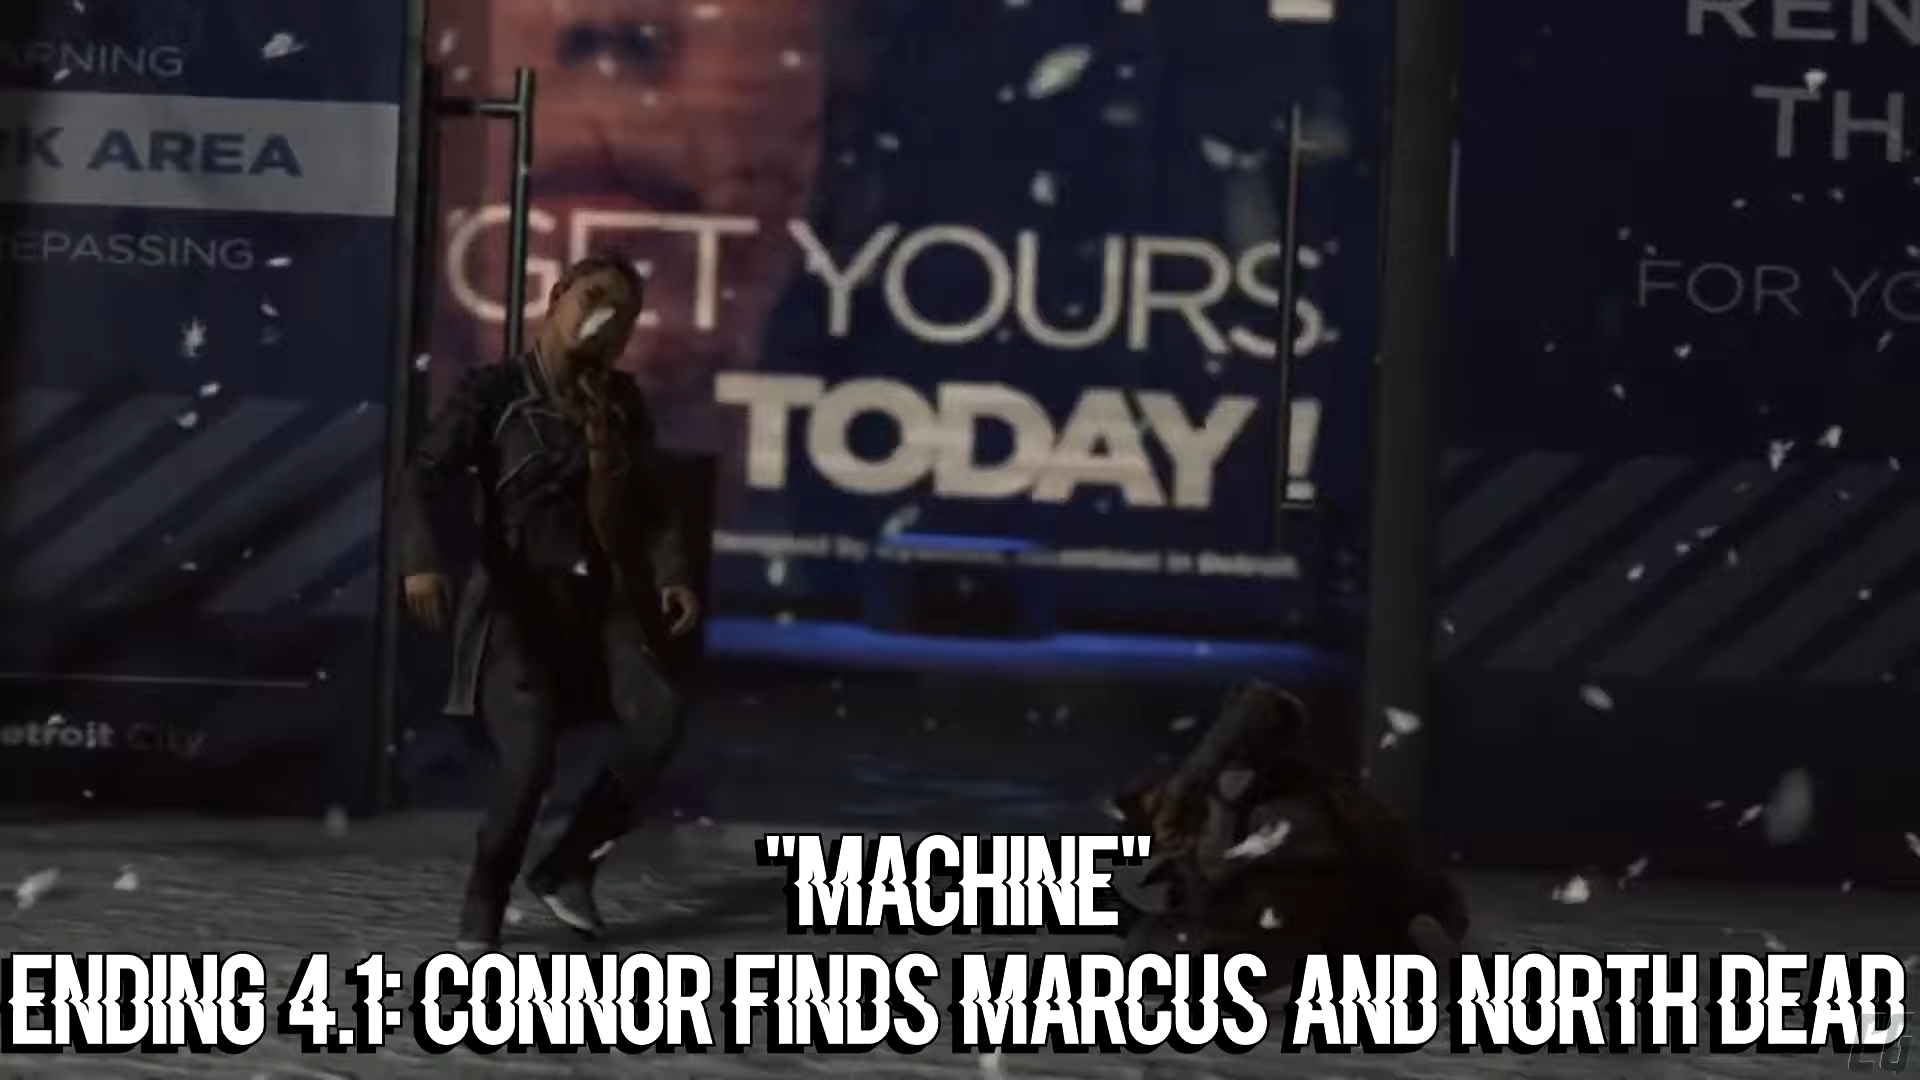 REN
ARNING
TH
K AREA
GET YOURS
EPASSING
FOR YO
TODAY!
etroit City
"MACHINE"
ENDING 4.1: CONNOR FINDS MARCUS AND NORTH DEAD